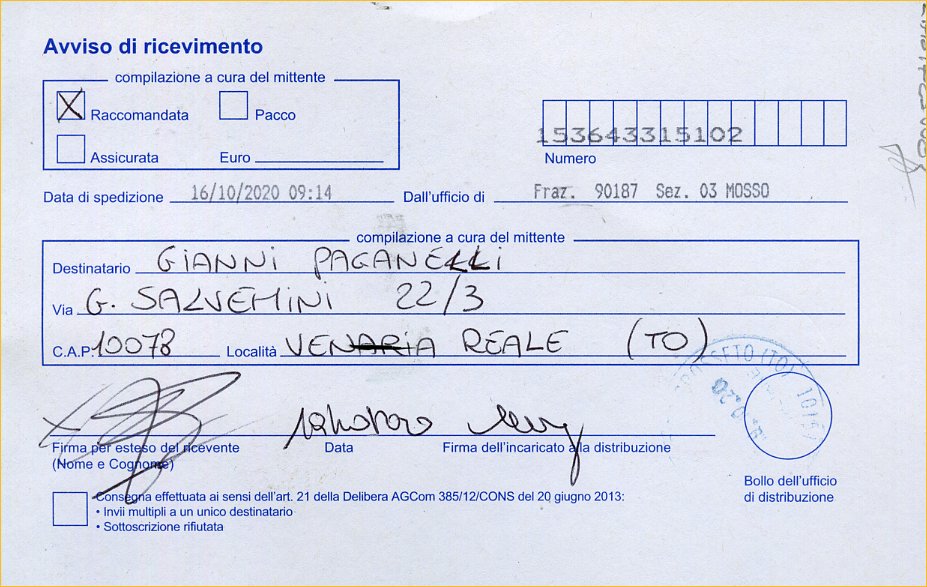 Avviso di ricevimento
compilazione a cura del mittente
X Raccomandata Pacco
Assicurata Euro
153643315102
Numero
Data di spedizione 16/10/2020 09:14 Dall'ufficio di Fraz. 90187 Sez. 03 MOSSO
compilazione a cura del mittente
Destinatario GIANNI PAGANELLI
Via G. SALVEMINI 22/3
C.A.P. 10078 Località VENARIA REALE (TO)
Firma per esteso del ricevente Data Firma dell'incaricato alla distribuzione
(Nome e Cognome)
Bollo dell'ufficio
di distribuzione
Consegna effettuata ai sensi dell'art. 21 della Delibera AGCom 385/12/CONS del 20 giugno 2013:
• Invii multipli a un unico destinatario
• Sottoscrizione rifiutata